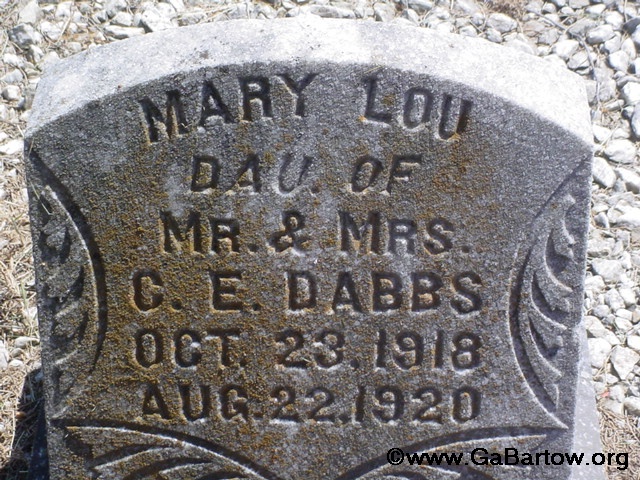 MARY LOU
DAU. OF
MR. & MRS.
C. E. DABBS
OCT. 23. 1918
AUG. 22. 1920
©www.GaBartow.org